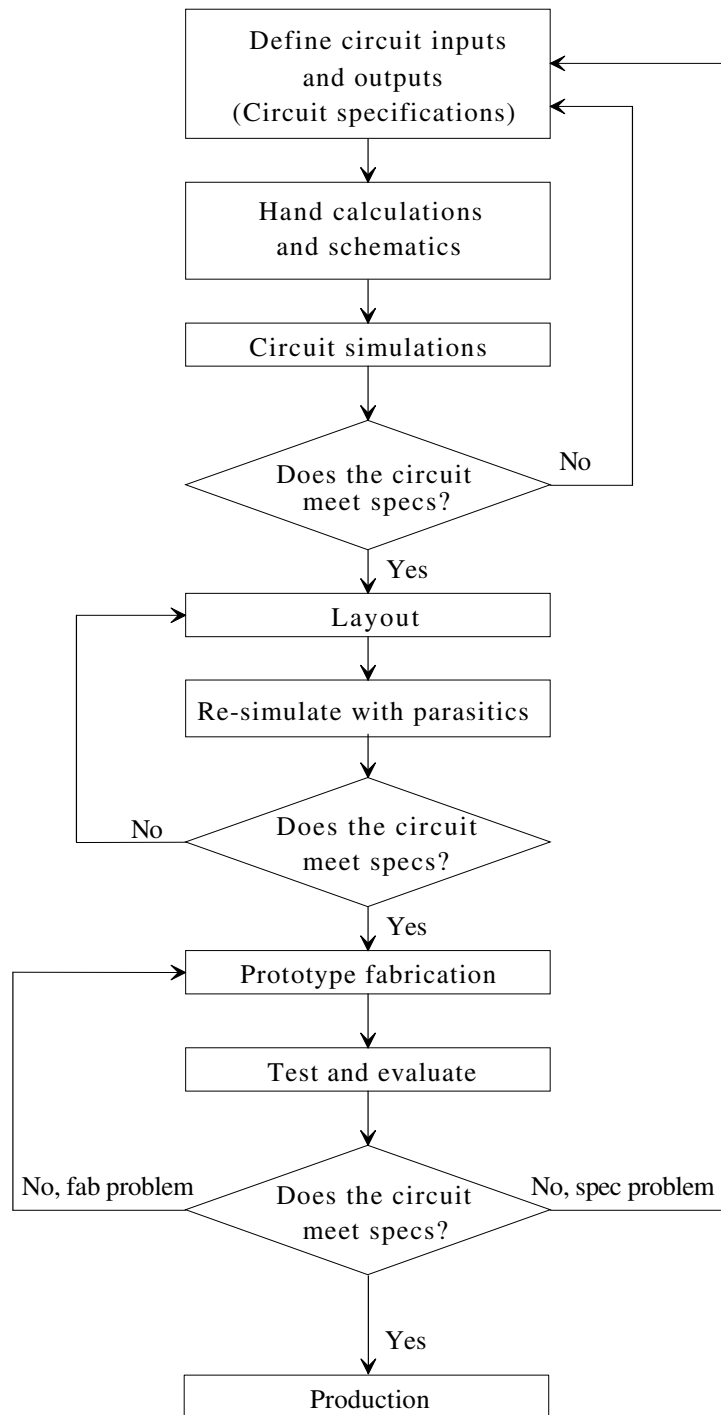 Define circuit inputs
and outputs
(Circuit specifications)
Hand calculations
and schematics
Circuit simulations
Does the circuit
meet specs?
No
Yes
Layout
Re-simulate with parasitics
Does the circuit
meet specs?
No
Yes
Prototype fabrication
Test and evaluate
Does the circuit
meet specs?
No, fab problem
No, spec problem
Yes
Production